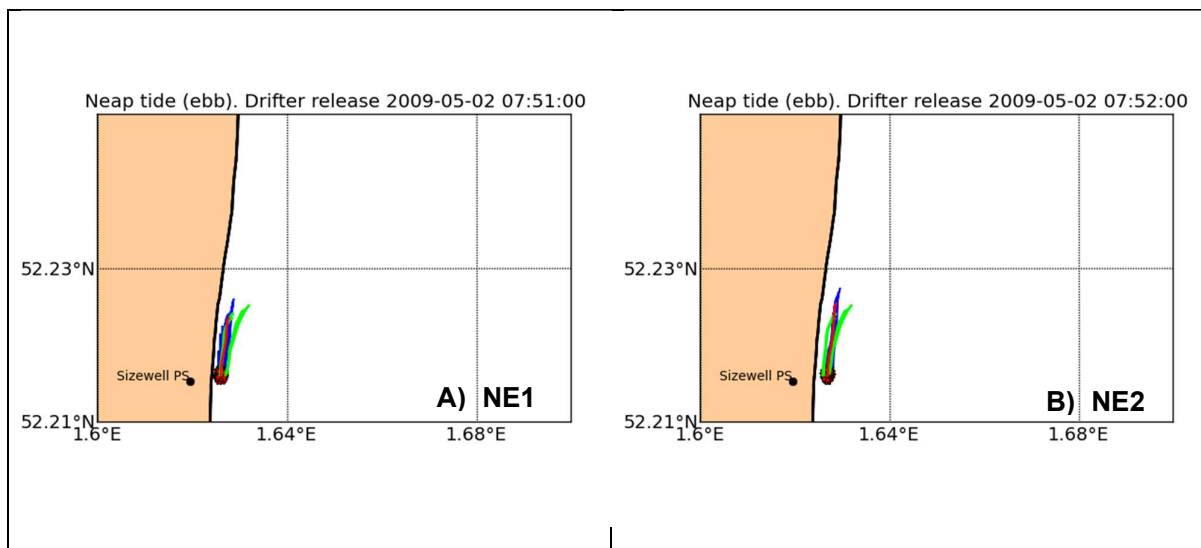 Neap tide (ebb). Drifter release 2009-05-02 07:51:00
52.23°N
Sizewell PS
A) NE1
52.21°N
1.6°E
1.64°E
1.68°E
Neap tide (ebb). Drifter release 2009-05-02 07:52:00
52.23°N
Sizewell PS
B) NE2
52.21°N
1.6°E
1.64°E
1.68°E